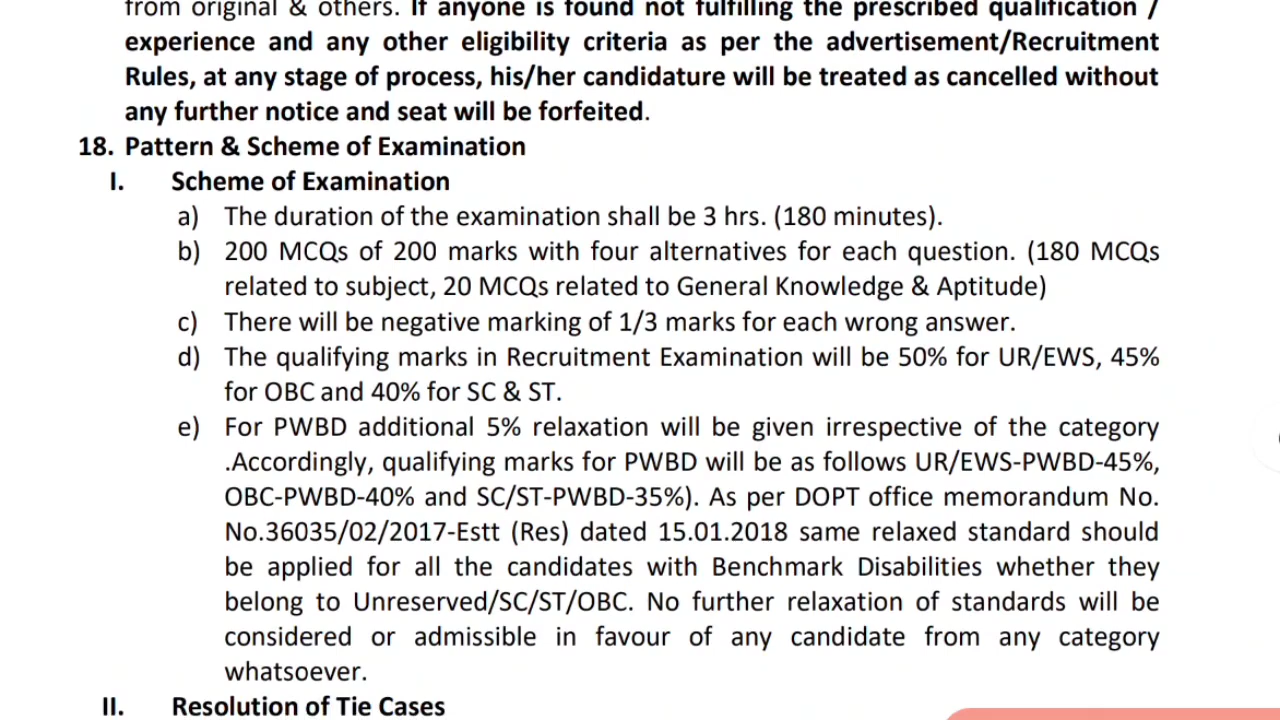 from original & others. If anyone is found not fulfilling the prescribed qualification /
experience and any other eligibility criteria as per the advertisement/Recruitment
Rules, at any stage of process, his/her candidature will be treated as cancelled without
any further notice and seat will be forfeited.
18. Pattern & Scheme of Examination
I. Scheme of Examination
a) The duration of the examination shall be 3 hrs. (180 minutes).
b) 200 MCQs of 200 marks with four alternatives for each question. (180 MCQs
related to subject, 20 MCQs related to General Knowledge & Aptitude)
c) There will be negative marking of 1/3 marks for each wrong answer.
d) The qualifying marks in Recruitment Examination will be 50% for UR/EWS, 45%
for OBC and 40% for SC & ST.
e) For PWBD additional 5% relaxation will be given irrespective of the category
.Accordingly, qualifying marks for PWBD will be as follows UR/EWS-PWBD-45%,
OBC-PWBD-40% and SC/ST-PWBD-35%). As per DOPT office memorandum No.
No.36035/02/2017-Estt (Res) dated 15.01.2018 same relaxed standard should
be applied for all the candidates with Benchmark Disabilities whether they
belong to Unreserved/SC/ST/OBC. No further relaxation of standards will be
considered or admissible in favour of any candidate from any category
whatsoever.
II. Resolution of Tie Cases